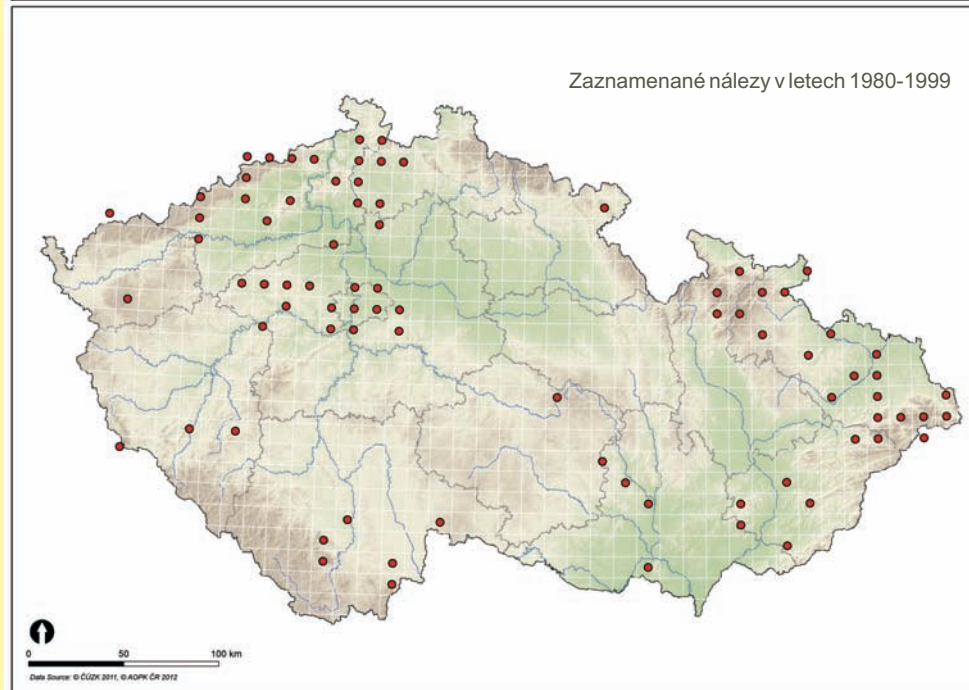 Zaznamenané nálezy v letech 1980-1999
0 50 100 km
Data Source: © ČÚZK 2011, © AOPK ČR 2012